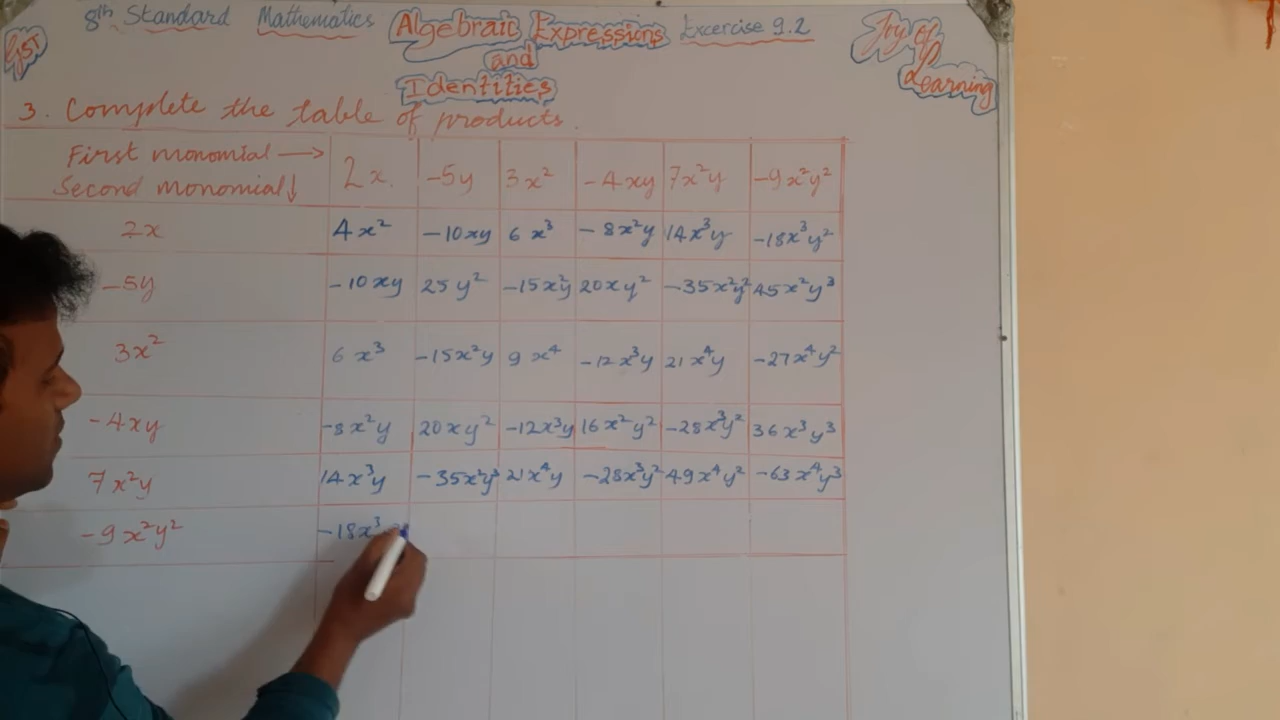 8th Standard Mathematics Algebraic Expressions Excercise 9.2
and
Identities
GST
Joy of
Learning
3. Complete the table of products.
First monomial → 2x. -5y 3x² -4xy 7x²y -9x²y²
Second monomial ↓
2x 4x² -10xy 6x³ -8x²y 14x³y -18x³y²
-5y -10xy 25y² -15x²y 20xy² -35x²y² 45x²y³
3x² 6x³ -15x²y 9x⁴ -12x³y 21x⁴y -27x⁴y²
-4xy -8x²y 20xy² -12x³y 16x²y² -28x³y² 36x³y³
7x²y 14x³y -35x²y² 21x⁴y -28x³y² 49x⁴y² -63x⁴y³
-9x²y² -18x³